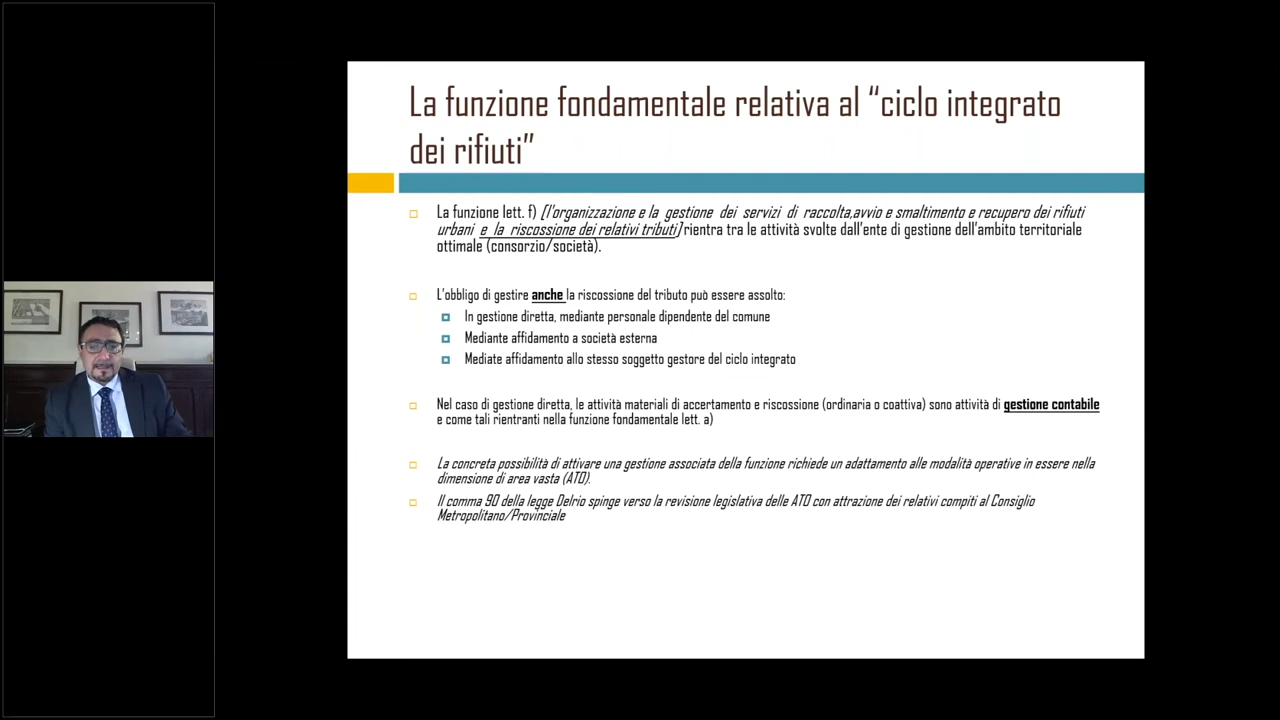 La funzione fondamentale relativa al “ciclo integrato
dei rifiuti”
La funzione lett. f) [l'organizzazione e la gestione dei servizi di raccolta,avvio e smaltimento e recupero dei rifiuti
urbani e la riscossione dei relativi tributi] rientra tra le attività svolte dall'ente di gestione dell'ambito territoriale
ottimale (consorzio/società).
L'obbligo di gestire anche la riscossione del tributo può essere assolto:
In gestione diretta, mediante personale dipendente del comune
Mediante affidamento a società esterna
Mediate affidamento allo stesso soggetto gestore del ciclo integrato
Nel caso di gestione diretta, le attività materiali di accertamento e riscossione (ordinaria o coattiva) sono attività di gestione contabile
e come tali rientranti nella funzione fondamentale lett. a)
La concreta possibilità di attivare una gestione associata della funzione richiede un adattamento alle modalità operative in essere nella
dimensione di area vasta (ATO).
Il comma 90 della legge Delrio spinge verso la revisione legislativa delle ATO con attrazione dei relativi compiti al Consiglio
Metropolitano/Provinciale